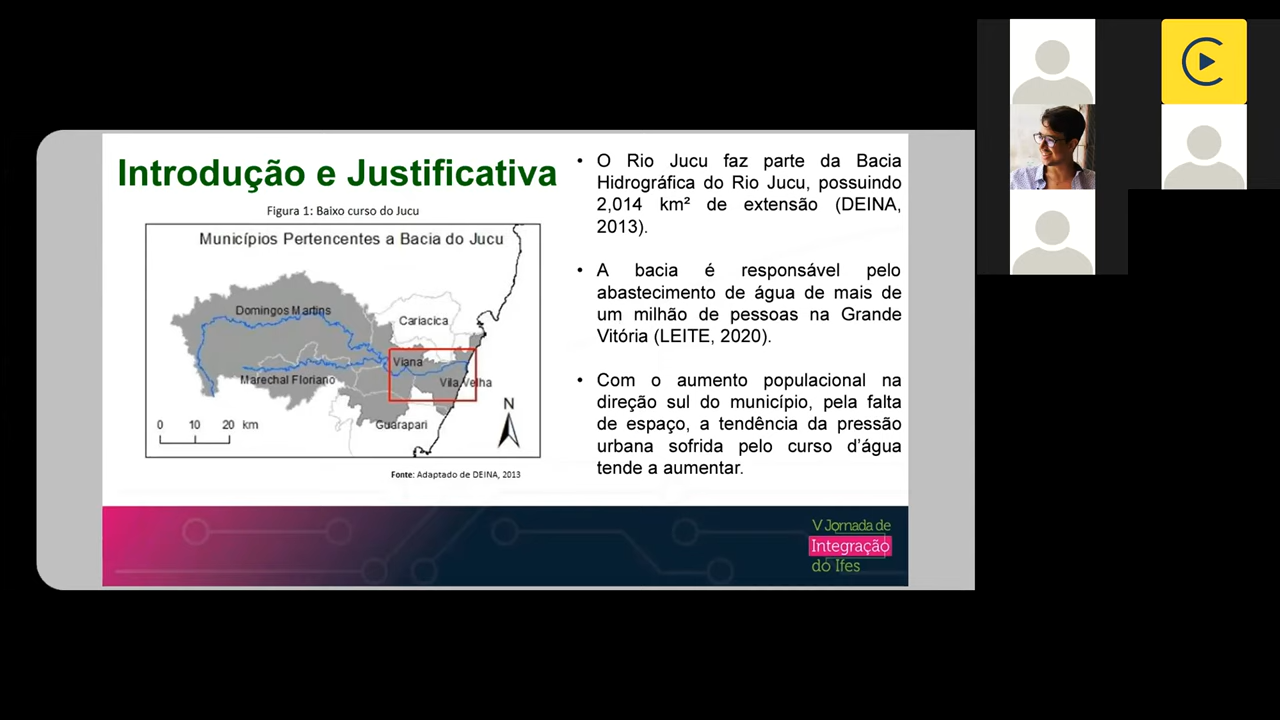 Introdução e Justificativa
Figura 1: Baixo curso do Jucu
Municípios Pertencentes a Bacia do Jucu
Domingos Martins
Cariacica
Viana
Marechal Floriano
Vila Velha
Guarapari
0 10 20 km
N
Fonte: Adaptado de DEINA, 2013
• O Rio Jucu faz parte da Bacia
Hidrográfica do Rio Jucu, possuindo
2,014 km² de extensão (DEINA,
2013).
• A bacia é responsável pelo
abastecimento de água de mais de
um milhão de pessoas na Grande
Vitória (LEITE, 2020).
• Com o aumento populacional na
direção sul do município, pela falta
de espaço, a tendência da pressão
urbana sofrida pelo curso d’água
tende a aumentar.
V Jornada de
Integração
do Ifes